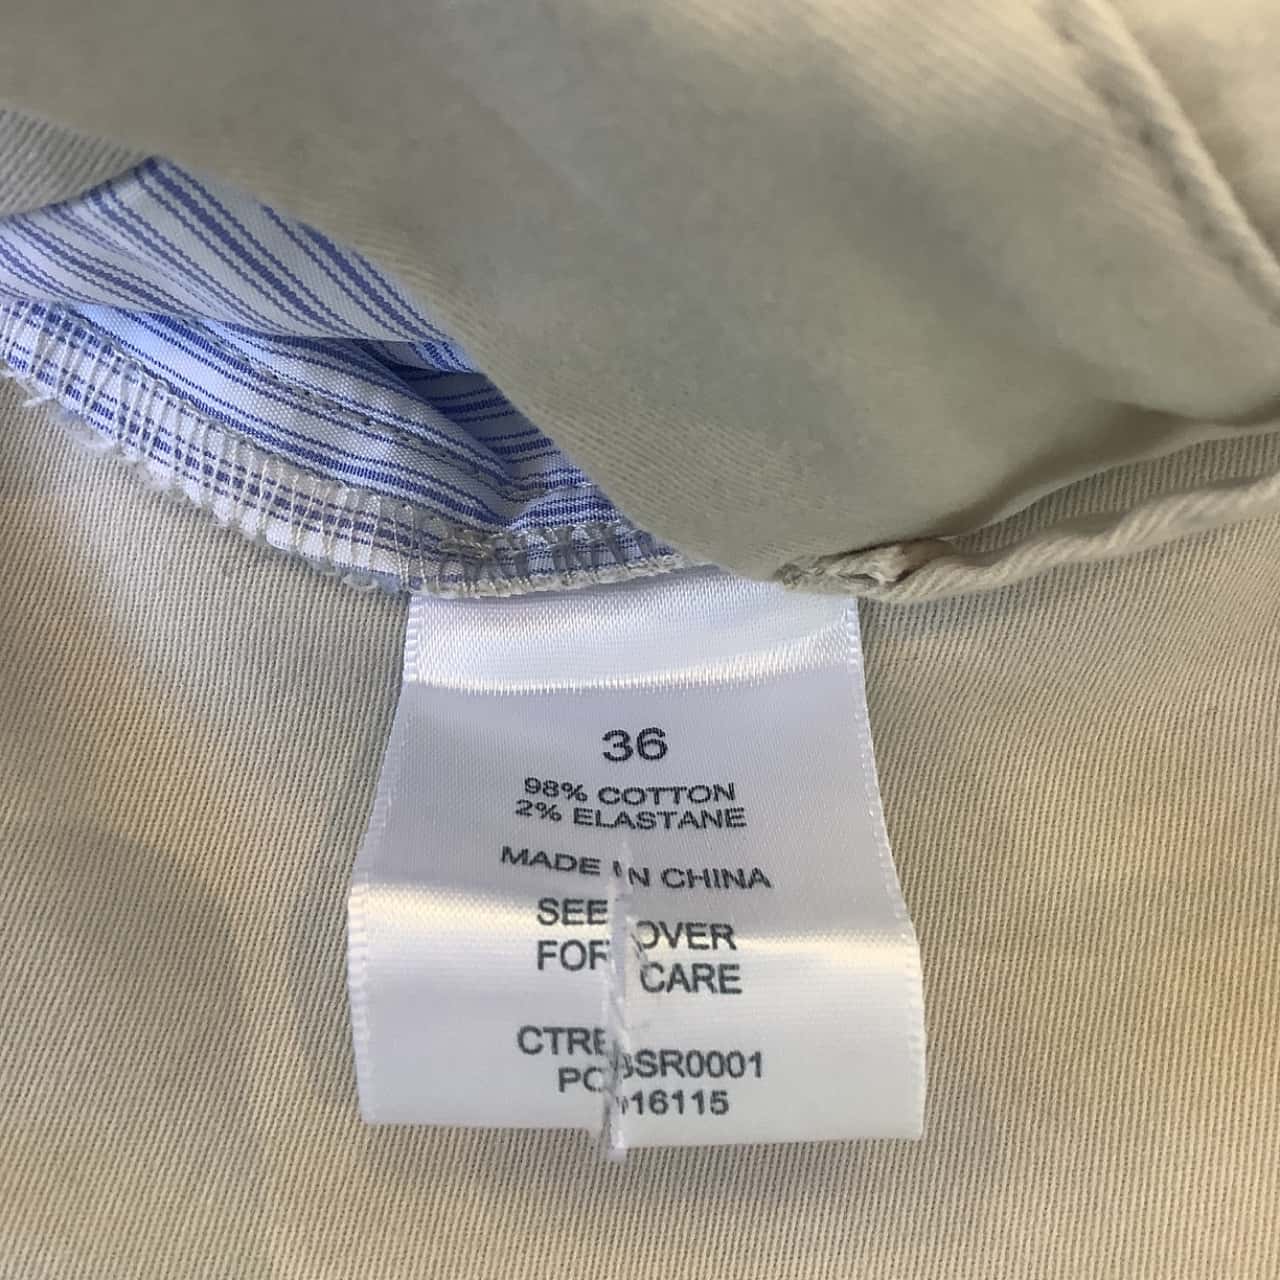 36
98% COTTON
2% ELASTANE
MADE IN CHINA
SEE OVER
FOR CARE